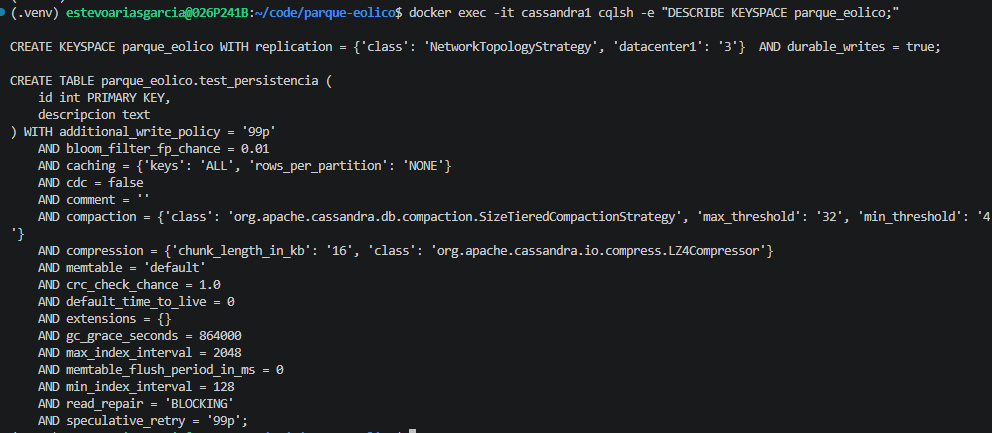 (.venv) estevoariasgarcia@026P241B:~/code/parque-eolico$ docker exec -it cassandra1 cqlsh -e "DESCRIBE KEYSPACE parque_eolico;"
CREATE KEYSPACE parque_eolico WITH replication = {'class': 'NetworkTopologyStrategy', 'datacenter1': '3'}  AND durable_writes = true;
CREATE TABLE parque_eolico.test_persistencia (
    id int PRIMARY KEY,
    descripcion text
) WITH additional_write_policy = '99p'
    AND bloom_filter_fp_chance = 0.01
    AND caching = {'keys': 'ALL', 'rows_per_partition': 'NONE'}
    AND cdc = false
    AND comment = ''
    AND compaction = {'class': 'org.apache.cassandra.db.compaction.SizeTieredCompactionStrategy', 'max_threshold': '32', 'min_threshold': '4
'}
    AND compression = {'chunk_length_in_kb': '16', 'class': 'org.apache.cassandra.io.compress.LZ4Compressor'}
    AND memtable = 'default'
    AND crc_check_chance = 1.0
    AND default_time_to_live = 0
    AND extensions = {}
    AND gc_grace_seconds = 864000
    AND max_index_interval = 2048
    AND memtable_flush_period_in_ms = 0
    AND min_index_interval = 128
    AND read_repair = 'BLOCKING'
    AND speculative_retry = '99p';